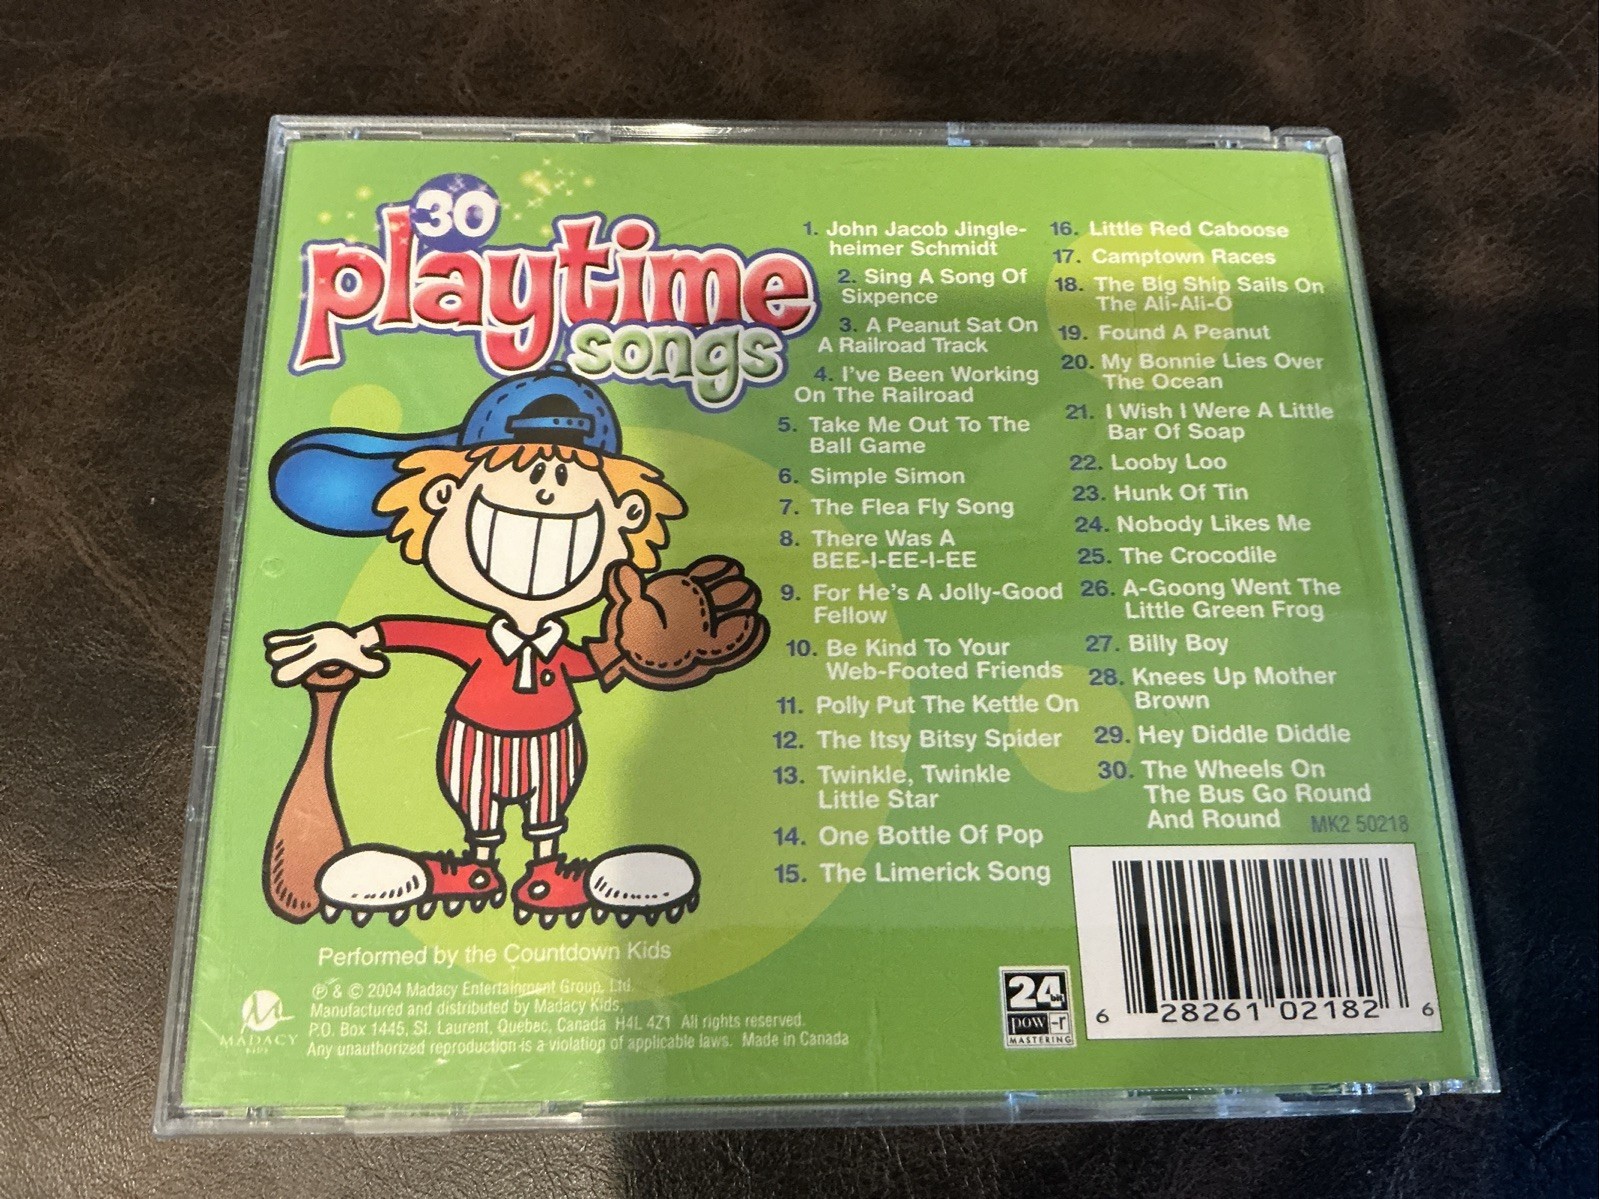 30
playtime
songs
1. John Jacob Jingle-
heimer Schmidt
2. Sing A Song Of
Sixpence
3. A Peanut Sat On
A Railroad Track
4. I've Been Working
On The Railroad
5. Take Me Out To The
Ball Game
6. Simple Simon
7. The Flea Fly Song
8. There Was A
BEE-I-EE-I-EE
9. For He's A Jolly-Good
Fellow
10. Be Kind To Your
Web-Footed Friends
11. Polly Put The Kettle On
12. The Itsy Bitsy Spider
13. Twinkle, Twinkle
Little Star
14. One Bottle Of Pop
15. The Limerick Song
16. Little Red Caboose
17. Camptown Races
18. The Big Ship Sails On
The Ali-Ali-O
19. Found A Peanut
20. My Bonnie Lies Over
The Ocean
21. I Wish I Were A Little
Bar Of Soap
22. Looby Loo
23. Hunk Of Tin
24. Nobody Likes Me
25. The Crocodile
26. A-Goong Went The
Little Green Frog
27. Billy Boy
28. Knees Up Mother
Brown
29. Hey Diddle Diddle
30. The Wheels On
The Bus Go Round
And Round
MK2 50218
Performed by the Countdown Kids
℗ & © 2004 Madacy Entertainment Group, Ltd.
Manufactured and distributed by Madacy Kids,
P.O. Box 1445, St. Laurent, Quebec, Canada H4L 4Z1 All rights reserved.
Any unauthorized reproduction is a violation of applicable laws. Made in Canada
MADACY
KIDS
24 bit
pow-r
MASTERING
6 28261 02182 6